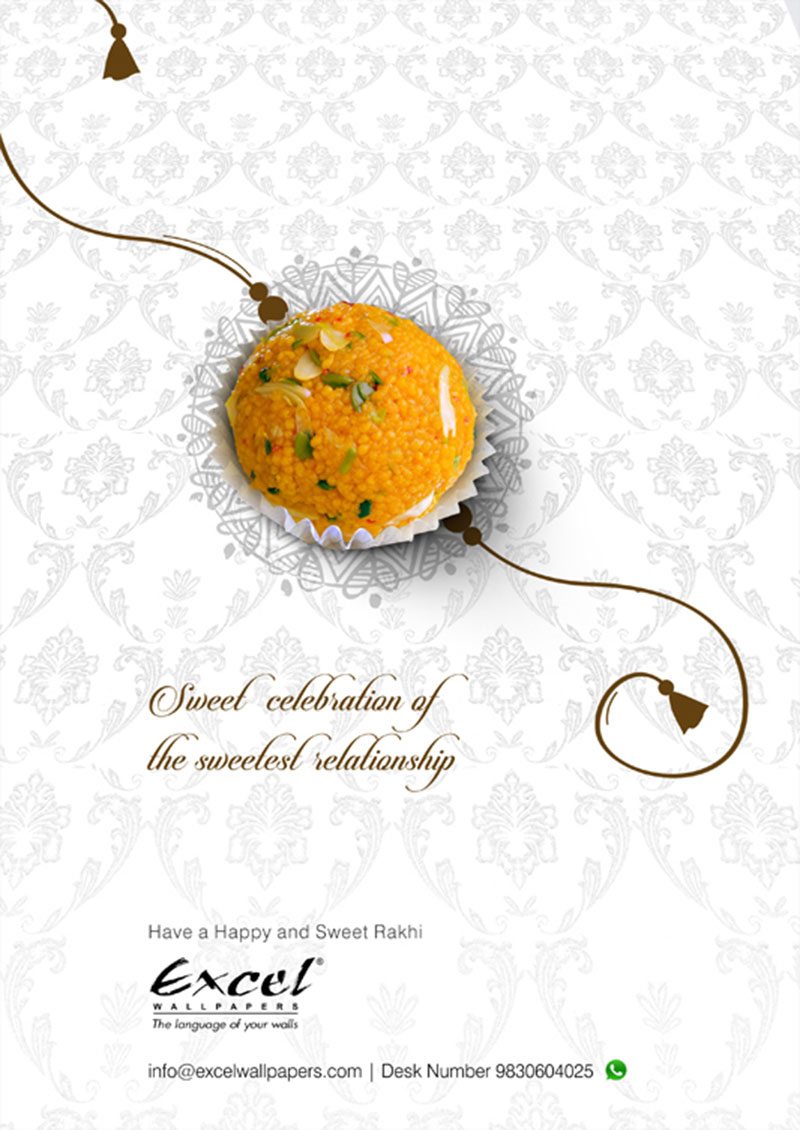 Sweet celebration of
the sweetest relationship
Have a Happy and Sweet Rakhi
Excel®
WALLPAPERS
The language of your walls
info@excelwallpapers.com | Desk Number 9830604025